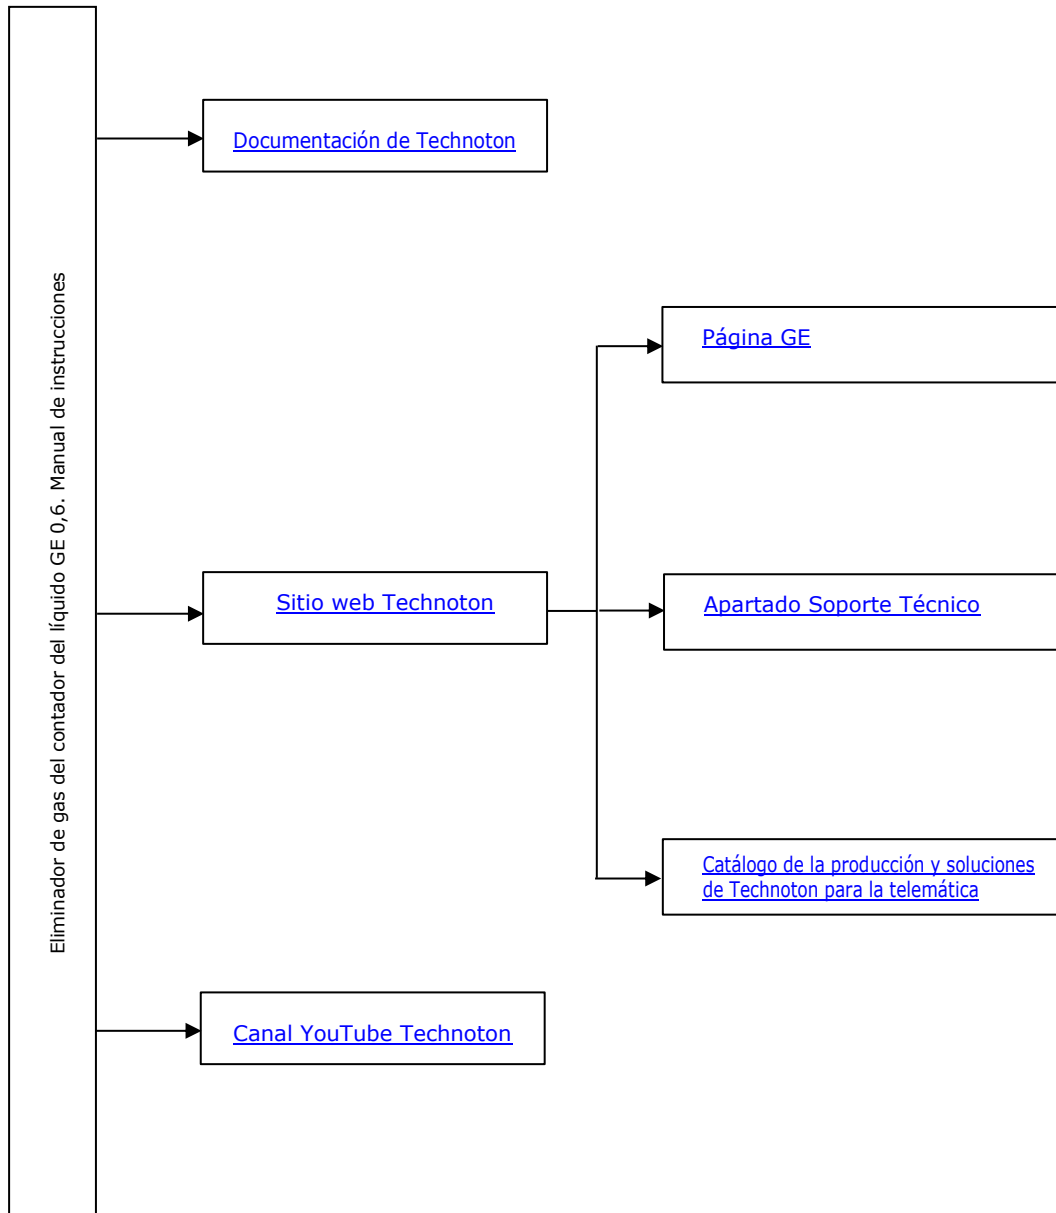 Eliminador de gas del contador del líquido GE 0,6. Manual de instrucciones
Documentación de Technoton
Sitio web Technoton
Página GE
Apartado Soporte Técnico
Catálogo de la producción y soluciones
de Technoton para la telemática
Canal YouTube Technoton